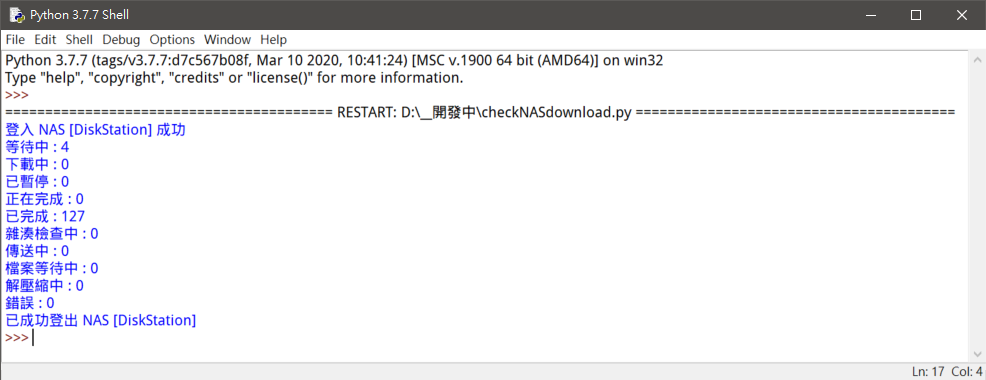 Python 3.7.7 Shell
File Edit Shell Debug Options Window Help
Python 3.7.7 (tags/v3.7.7:d7c567b08f, Mar 10 2020, 10:41:24) [MSC v.1900 64 bit (AMD64)] on win32
Type "help", "copyright", "credits" or "license()" for more information.
>>>
========================================= RESTART: D:\__開發中\checkNASdownload.py ========================================
登入 NAS [DiskStation] 成功
等待中 : 4
下載中 : 0
已暫停 : 0
正在完成 : 0
已完成 : 127
雜湊檢查中 : 0
傳送中 : 0
檔案等待中 : 0
解壓縮中 : 0
錯誤 : 0
已成功登出 NAS [DiskStation]
>>>
Ln: 17 Col: 4